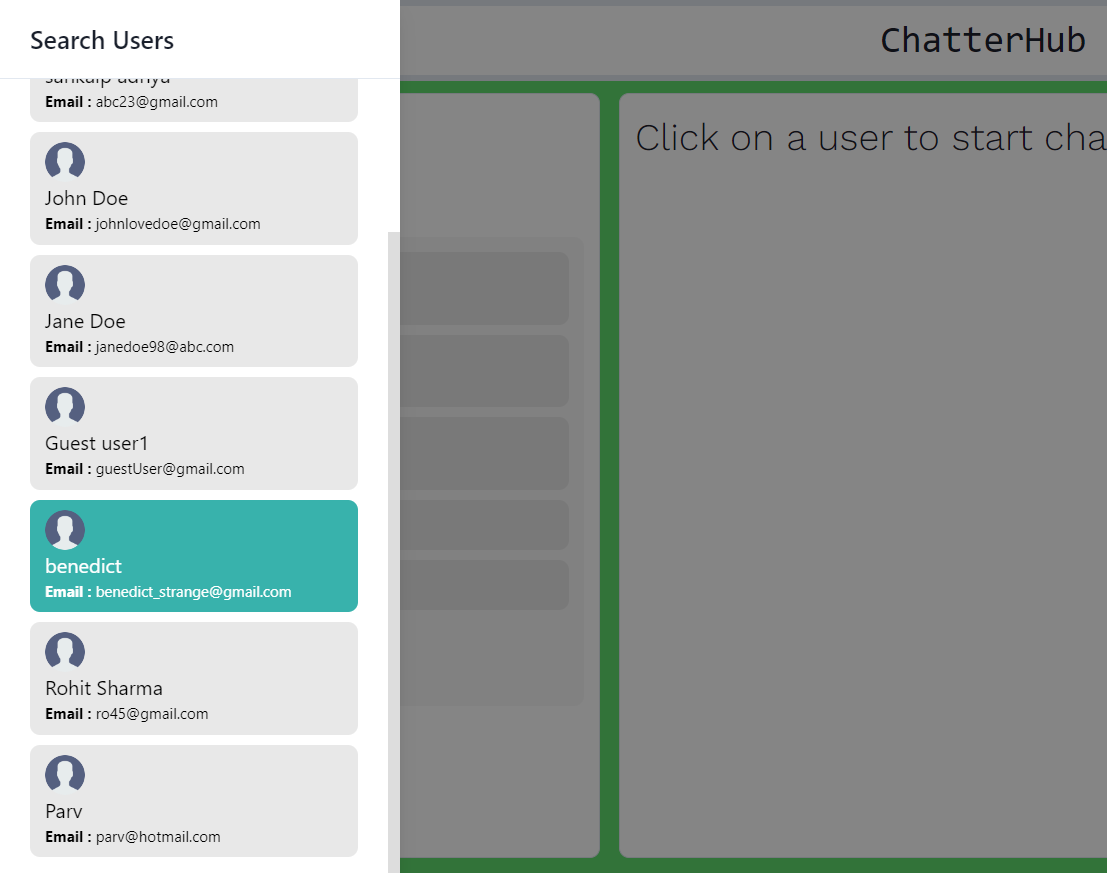 Search Users
ChatterHub
Email : abc23@gmail.com
John Doe
Email : johnlovedoe@gmail.com
Jane Doe
Email : janedoe98@abc.com
Guest user1
Email : guestUser@gmail.com
benedict
Email : benedict_strange@gmail.com
Rohit Sharma
Email : ro45@gmail.com
Parv
Email : parv@hotmail.com
Click on a user to start cha